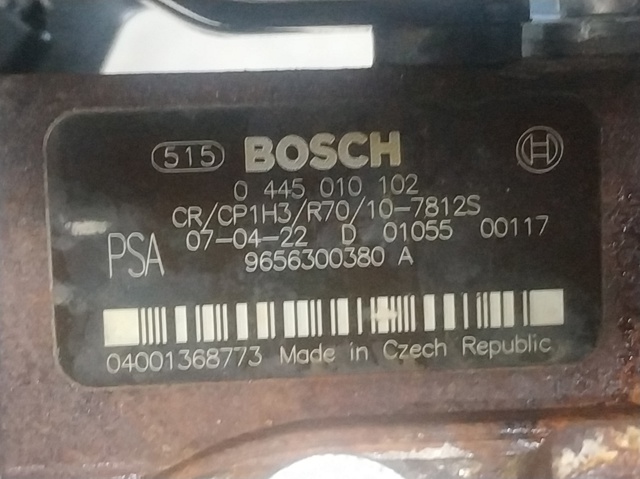 515 BOSCH
0 445 010 102
CR/CP1H3/R70/10-7812S
07-04-22 D 01055 00117
PSA 9656300380 A
04001368773 Made in Czech Republic